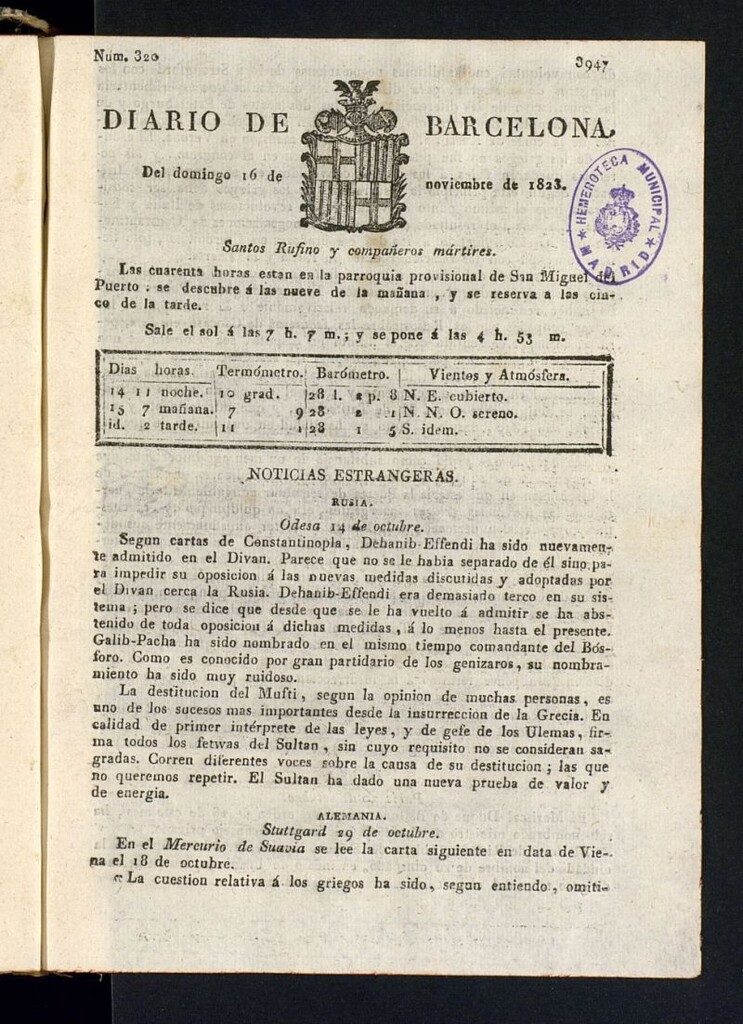 Num. 320
3947
DIARIO DE BARCELONA,
Del domingo 16 de noviembre de 1823.
HEMEROTECA MUNICIPAL
★ MADRID ★
Santos Rufino y compañeros mártires.
Las cuarenta horas estan en la parroquia provisional de San Miguel del
Puerto : se descubre á las nueve de la mañana , y se reserva a las cin-
co de la tarde.
Sale el sol á las 7 h. 7 m. ; y se pone á las 4 h. 53 m.
Dias horas. Termómetro. Barómetro. Vientos y Atmósfera.
14 11 noche. 10 grad. 28 l. 2 p. 8 N. E. cubierto.
15 7 mañana. 7 9 28 2 1 N. N. O. sereno.
id. 2 tarde. 11 1 28 1 5 S. idem.
NOTICIAS ESTRANGERAS.
RUSIA.
Odesa 14 de octubre.
Segun cartas de Constantinopla, Dehanib-Effendi ha sido nuevamen-
te admitido en el Divan. Parece que no se le habia separado de él sino pa-
ra impedir su oposicion á las nuevas medidas discutidas y adoptadas por
el Divan cerca la Rusia. Dehanib-Effendi era demasiado terco en su sis-
tema ; pero se dice que desde que se le ha vuelto á admitir se ha abs-
tenido de toda oposicion á dichas medidas , á lo menos hasta el presente.
Galib-Pacha ha sido nombrado en el mismo tiempo comandante del Bós-
foro. Como es conocido por gran partidario de los genizaros, su nombra-
miento ha sido muy ruidoso.
La destitucion del Mufti, segun la opinion de muchas personas, es
uno de los sucesos mas importantes desde la insurreccion de la Grecia. En
calidad de primer intérprete de las leyes, y de gefe de los Ulemas, fir-
ma todos los fetwas del Sultan , sin cuyo requisito no se consideran sa-
gradas. Corren diferentes voces sobre la causa de su destitucion ; las que
no queremos repetir. El Sultan ha dado una nueva prueba de valor y
de energia.
ALEMANIA.
Stuttgard 29 de octubre.
En el Mercurio de Suavia se lee la carta siguiente en data de Vie-
na el 18 de octubre.
"La cuestion relativa á los griegos ha sido, segun entiendo, omiti-